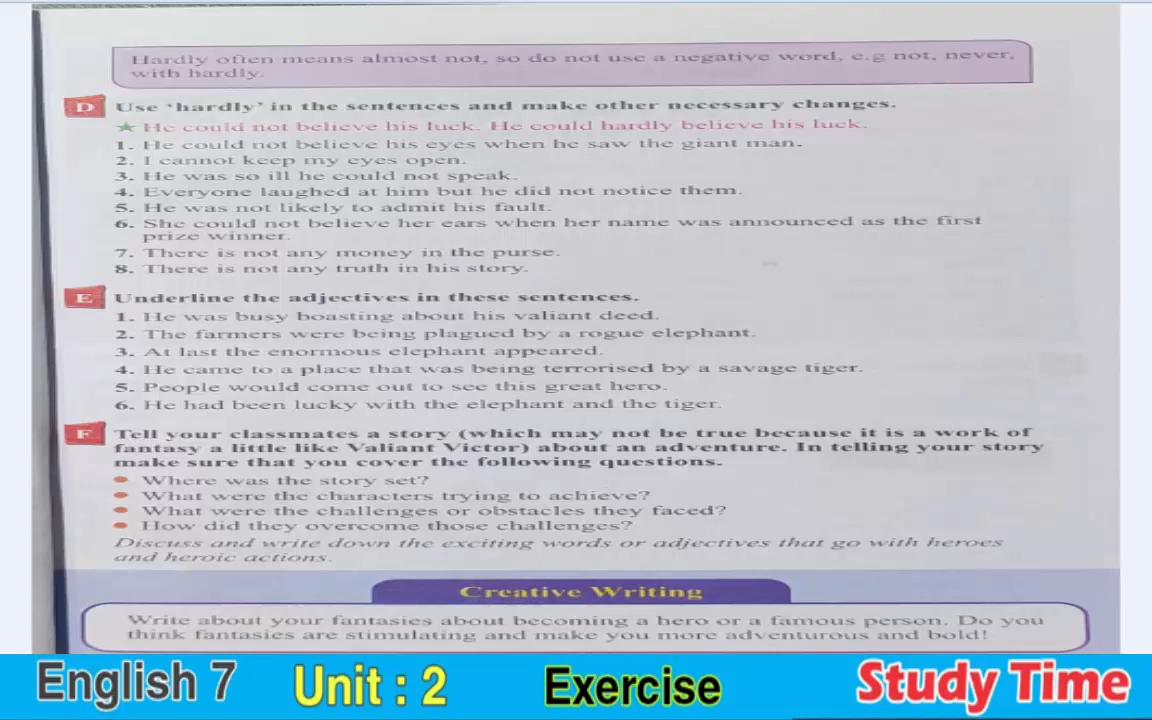 Hardly often means almost not, so do not use a negative word, e.g not, never,
with hardly.
D Use 'hardly' in the sentences and make other necessary changes.
★ He could not believe his luck. He could hardly believe his luck.
1. He could not believe his eyes when he saw the giant man.
2. I cannot keep my eyes open.
3. He was so ill he could not speak.
4. Everyone laughed at him but he did not notice them.
5. He was not likely to admit his fault.
6. She could not believe her ears when her name was announced as the first
prize winner.
7. There is not any money in the purse.
8. There is not any truth in his story.
E Underline the adjectives in these sentences.
1. He was busy boasting about his valiant deed.
2. The farmers were being plagued by a rogue elephant.
3. At last the enormous elephant appeared.
4. He came to a place that was being terrorised by a savage tiger.
5. People would come out to see this great hero.
6. He had been lucky with the elephant and the tiger.
F Tell your classmates a story (which may not be true because it is a work of
fantasy a little like Valiant Victor) about an adventure. In telling your story
make sure that you cover the following questions.
• Where was the story set?
• What were the characters trying to achieve?
• What were the challenges or obstacles they faced?
• How did they overcome those challenges?
Discuss and write down the exciting words or adjectives that go with heroes
and heroic actions.
Creative Writing
Write about your fantasies about becoming a hero or a famous person. Do you
think fantasies are stimulating and make you more adventurous and bold!
English 7 Unit : 2 Exercise Study Time